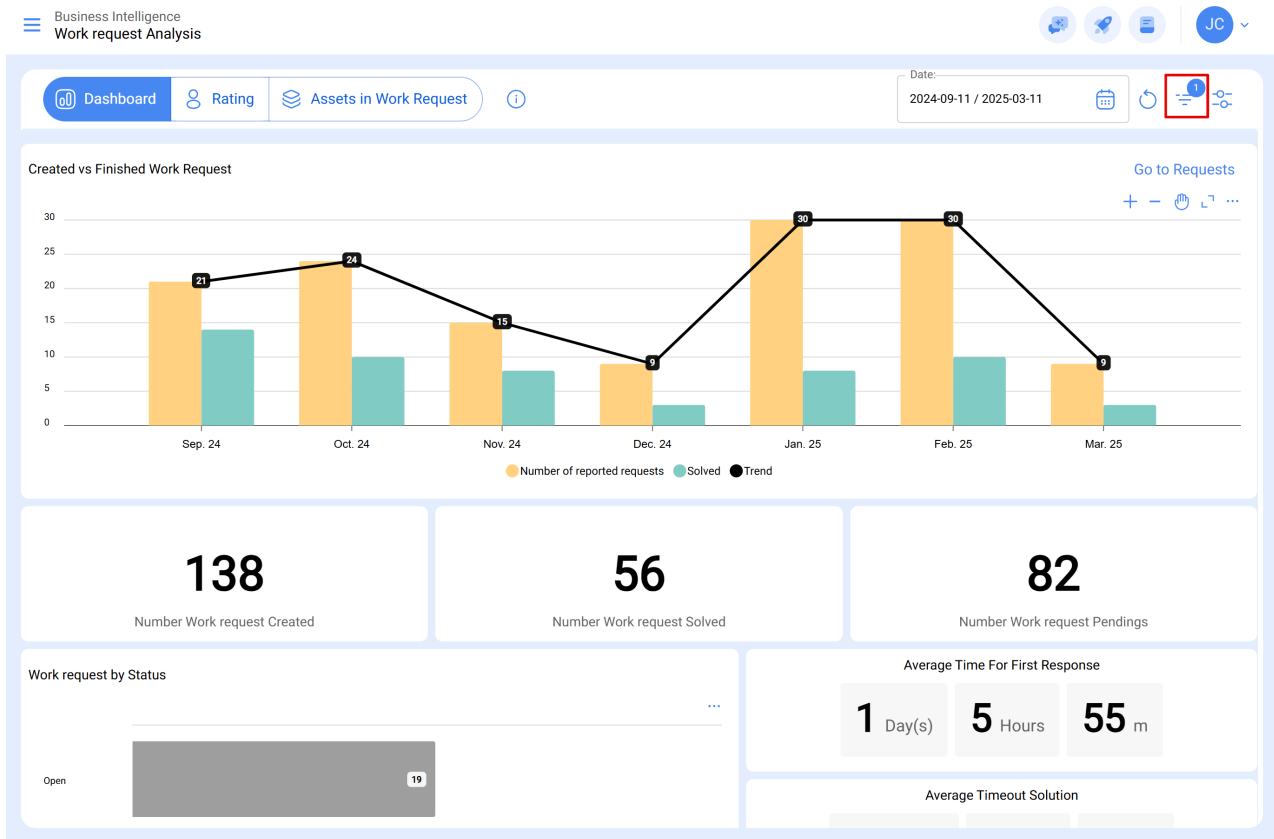 Business Intelligence
Work request Analysis
JC
Dashboard
Rating
Assets in Work Request
Date:
2024-09-11 / 2025-03-11
1
Created vs Finished Work Request
Go to Requests
30
25
20
15
10
5
0
21
24
15
9
30
30
9
Sep. 24
Oct. 24
Nov. 24
Dec. 24
Jan. 25
Feb. 25
Mar. 25
Number of reported requests
Solved
Trend
138
Number Work request Created
56
Number Work request Solved
82
Number Work request Pendings
Work request by Status
Open
19
Average Time For First Response
1 Day(s)
5 Hours
55 m
Average Timeout Solution